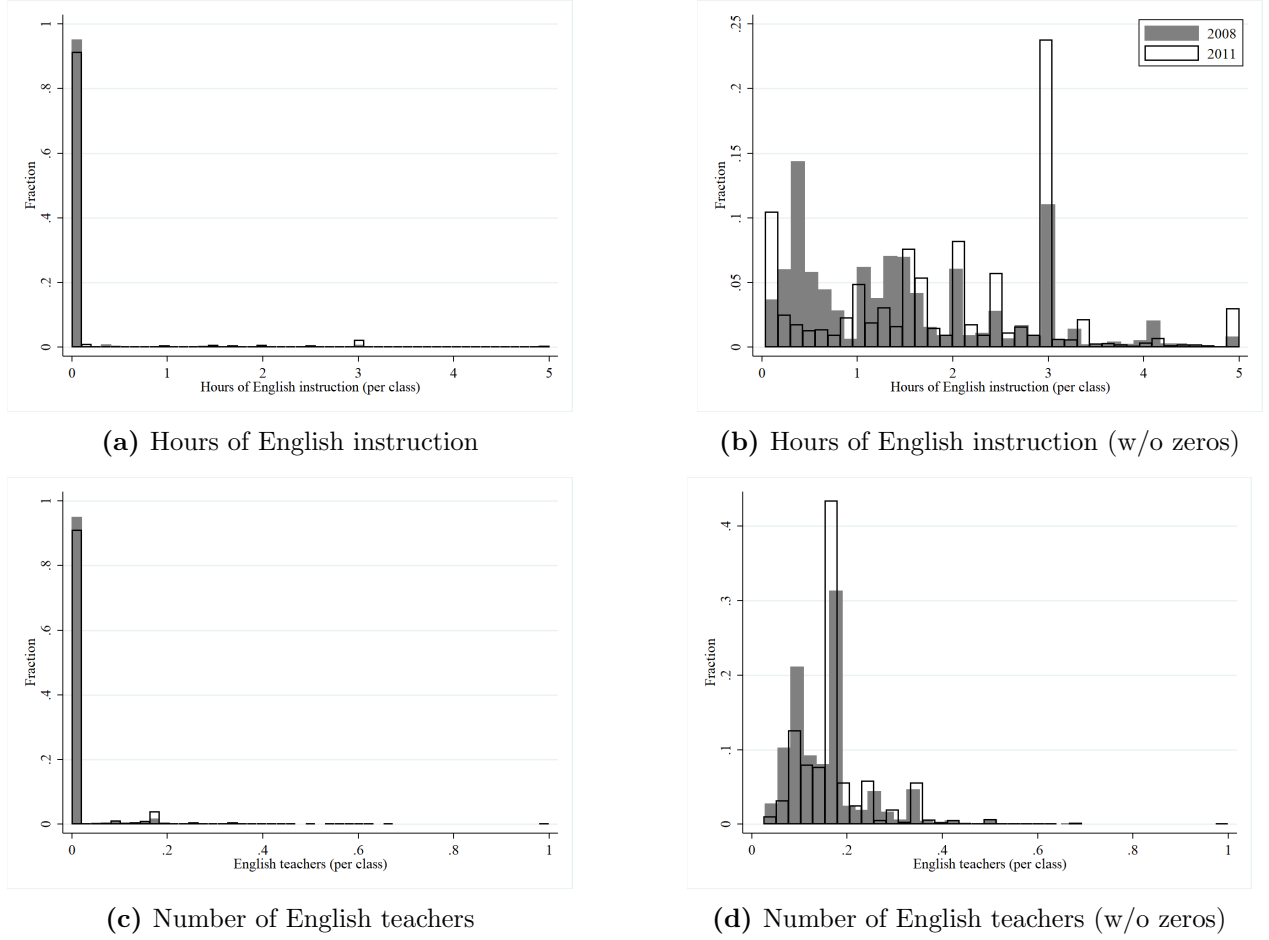 1
.8
.6
.4
.2
0
Fraction
0 1 2 3 4 5
Hours of English instruction (per class)
(a) Hours of English instruction
.25
.2
.15
.1
.05
0
Fraction
2008
2011
0 1 2 3 4 5
Hours of English instruction (per class)
(b) Hours of English instruction (w/o zeros)
1
.8
.6
.4
.2
0
Fraction
0 .2 .4 .6 .8 1
English teachers (per class)
(c) Number of English teachers
.4
.3
.2
.1
0
Fraction
0 .2 .4 .6 .8 1
English teachers (per class)
(d) Number of English teachers (w/o zeros)